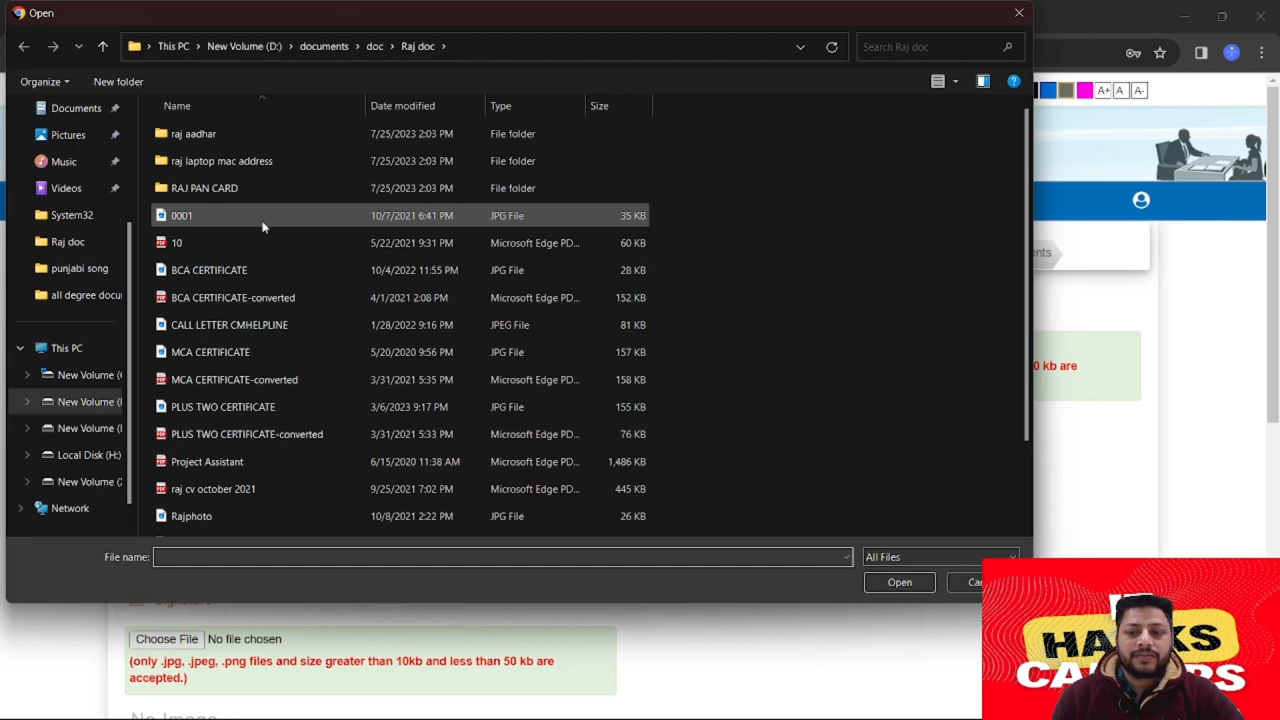 Open
This PC › New Volume (D:) › documents › doc › Raj doc ›
Search Raj doc
Organize
New folder
A+ A A-
Name Date modified Type Size
Documents
Pictures
Music
Videos
System32
Raj doc
punjabi song
all degree docu
This PC
New Volume (
New Volume (
New Volume (
Local Disk (H:)
New Volume (
Network
raj aadhar 7/25/2023 2:03 PM File folder
raj laptop mac address 7/25/2023 2:03 PM File folder
RAJ PAN CARD 7/25/2023 2:03 PM File folder
0001 10/7/2021 6:41 PM JPG File 35 KB
10 5/22/2021 9:31 PM Microsoft Edge PD... 60 KB
BCA CERTIFICATE 10/4/2022 11:55 PM JPG File 28 KB
BCA CERTIFICATE-converted 4/1/2021 2:08 PM Microsoft Edge PD... 152 KB
CALL LETTER CMHELPLINE 1/28/2022 9:16 PM JPEG File 81 KB
MCA CERTIFICATE 5/20/2020 9:56 PM JPG File 157 KB
MCA CERTIFICATE-converted 3/31/2021 5:35 PM Microsoft Edge PD... 158 KB
PLUS TWO CERTIFICATE 3/6/2023 9:17 PM JPG File 155 KB
PLUS TWO CERTIFICATE-converted 3/31/2021 5:33 PM Microsoft Edge PD... 76 KB
Project Assistant 6/15/2020 11:38 AM Microsoft Edge PD... 1,486 KB
raj cv october 2021 9/25/2021 7:02 PM Microsoft Edge PD... 445 KB
Rajphoto 10/8/2021 2:22 PM JPG File 26 KB
nts
0 kb are
File name:
All Files
Open
Can
Choose File No file chosen
(only .jpg, .jpeg, .png files and size greater than 10kb and less than 50 kb are
accepted.)
No Image